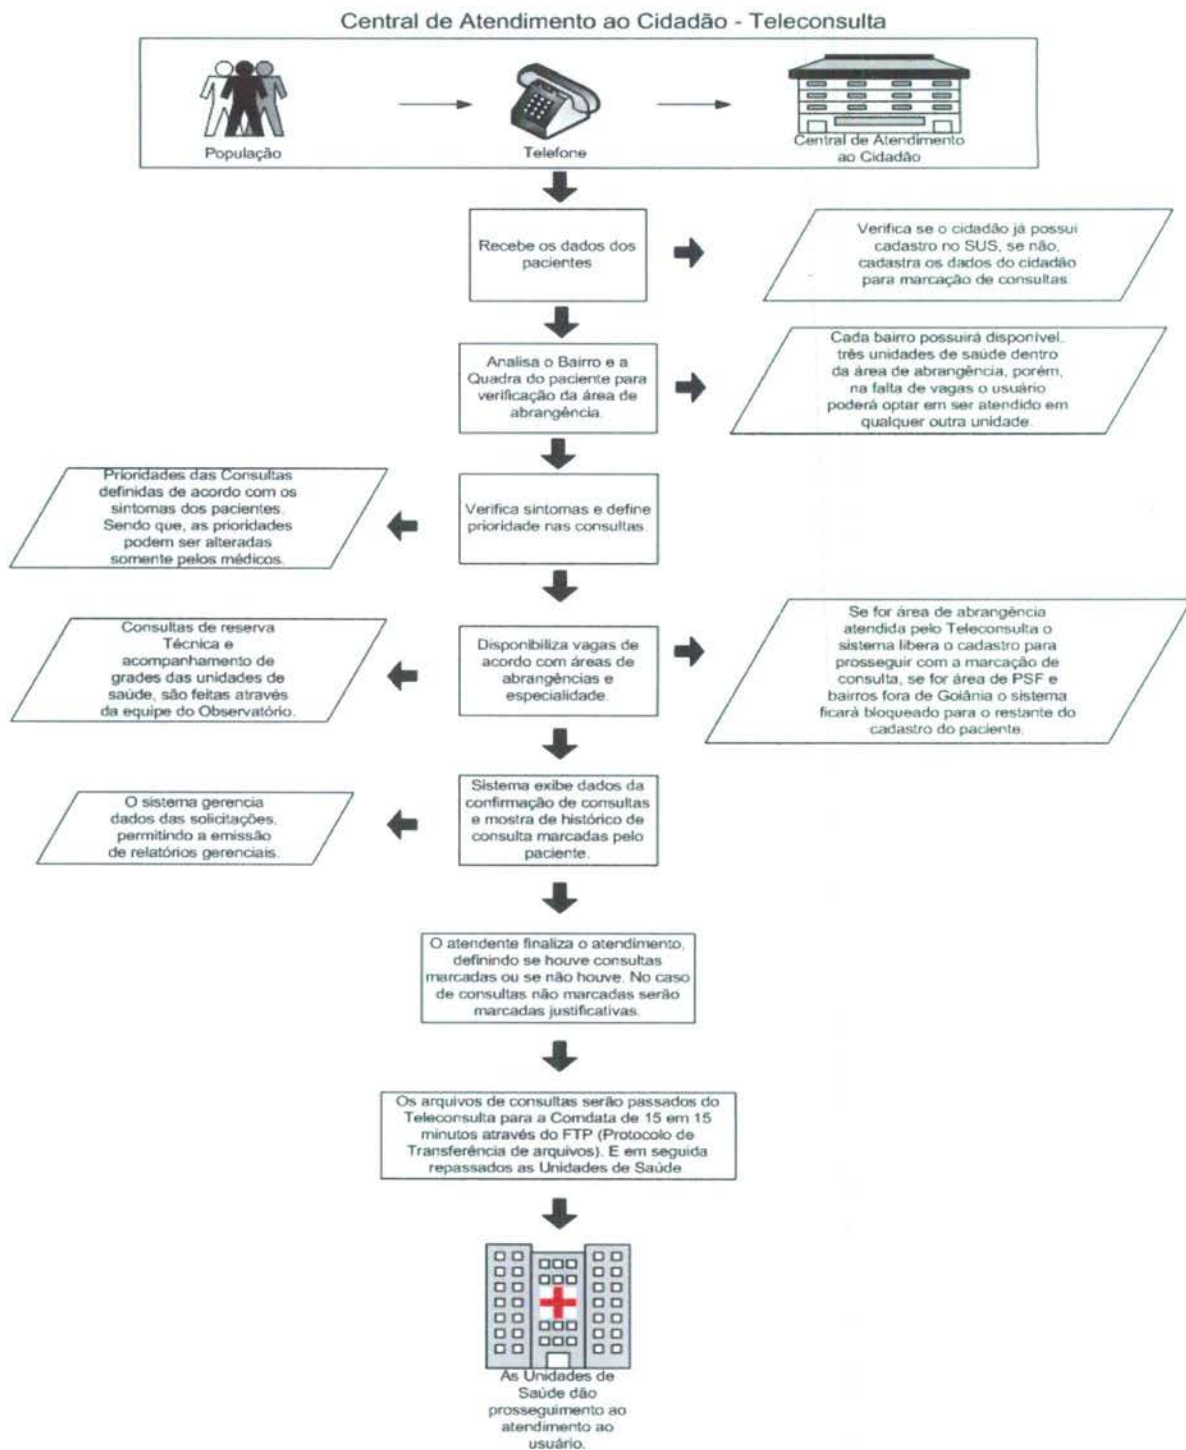 Central de Atendimento ao Cidadão - Teleconsulta
População
Telefone
Central de Atendimento
ao Cidadão
Recebe os dados dos
pacientes
Verifica se o cidadão já possui
cadastro no SUS, se não,
cadastra os dados do cidadão
para marcação de consultas.
Analisa o Bairro e a
Quadra do paciente para
verificação da área de
abrangência.
Cada bairro possuirá disponível,
três unidades de saúde dentro
da área de abrangência, porém,
na falta de vagas o usuário
poderá optar em ser atendido em
qualquer outra unidade.
Prioridades das Consultas
definidas de acordo com os
sintomas dos pacientes.
Sendo que, as prioridades
podem ser alteradas
somente pelos médicos.
Verifica sintomas e define
prioridade nas consultas.
Consultas de reserva
Técnica e
acompanhamento de
grades das unidades de
saúde, são feitas através
da equipe do Observatório.
Disponibiliza vagas de
acordo com áreas de
abrangências e
especialidade.
Se for área de abrangência
atendida pelo Teleconsulta o
sistema libera o cadastro para
prosseguir com a marcação de
consulta, se for área de PSF e
bairros fora de Goiânia o sistema
ficará bloqueado para o restante do
cadastro do paciente.
O sistema gerencia
dados das solicitações,
permitindo a emissão
de relatórios gerenciais.
Sistema exibe dados da
confirmação de consultas
e mostra de histórico de
consulta marcadas pelo
paciente.
O atendente finaliza o atendimento,
definindo se houve consultas
marcadas ou se não houve. No caso
de consultas não marcadas serão
marcadas justificativas.
Os arquivos de consultas serão passados do
Teleconsulta para a Comdata de 15 em 15
minutos através do FTP (Protocolo de
Transferência de arquivos). E em seguida
repassados as Unidades de Saúde
As Unidades de
Saúde dão
prosseguimento ao
atendimento ao
usuário.